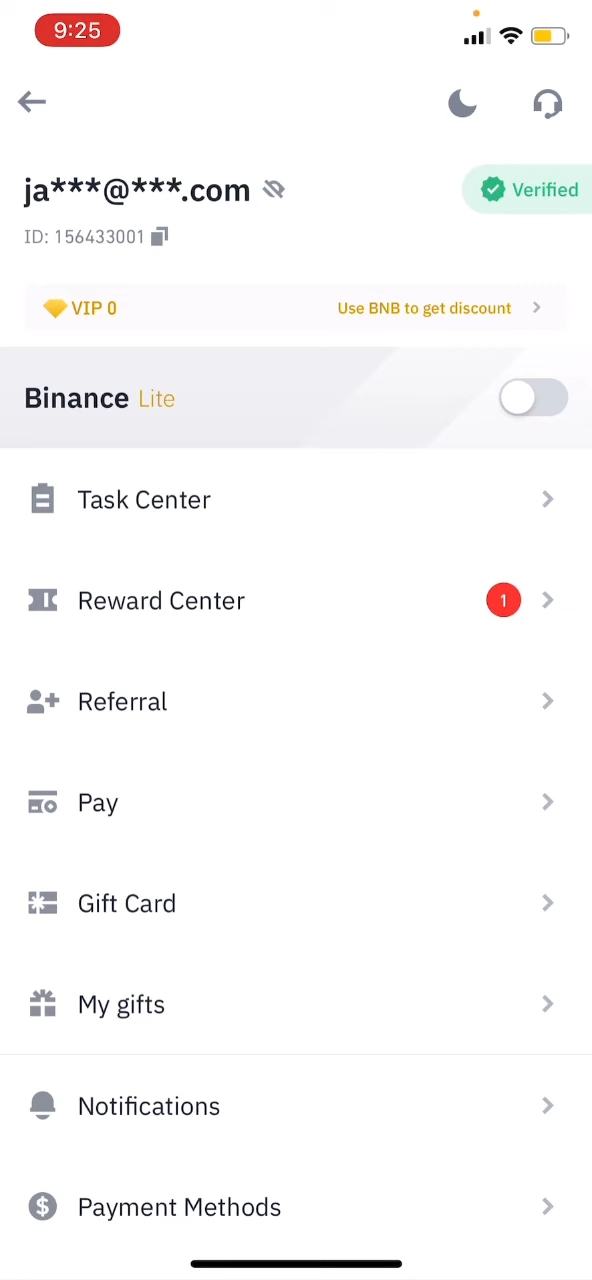 9:25
ja***@***.com
Verified
ID: 156433001
VIP 0 Use BNB to get discount
Binance Lite
Task Center
Reward Center 1
Referral
Pay
Gift Card
My gifts
Notifications
Payment Methods